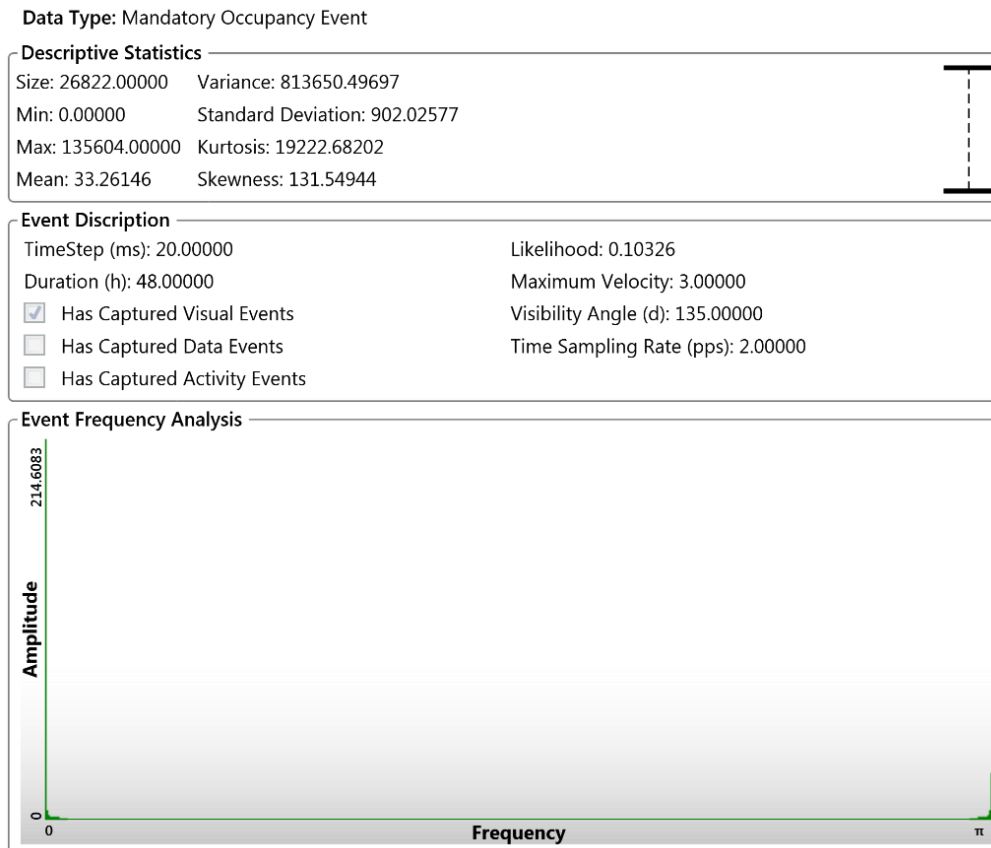 Data Type: Mandatory Occupancy Event
Descriptive Statistics
Size: 26822.00000 Variance: 813650.49697
Min: 0.00000 Standard Deviation: 902.02577
Max: 135604.00000 Kurtosis: 19222.68202
Mean: 33.26146 Skewness: 131.54944
Event Discription
TimeStep (ms): 20.00000 Likelihood: 0.10326
Duration (h): 48.00000 Maximum Velocity: 3.00000
Has Captured Visual Events Visibility Angle (d): 135.00000
Has Captured Data Events Time Sampling Rate (pps): 2.00000
Has Captured Activity Events
Event Frequency Analysis
214.6083
Amplitude
0
0 Frequency π